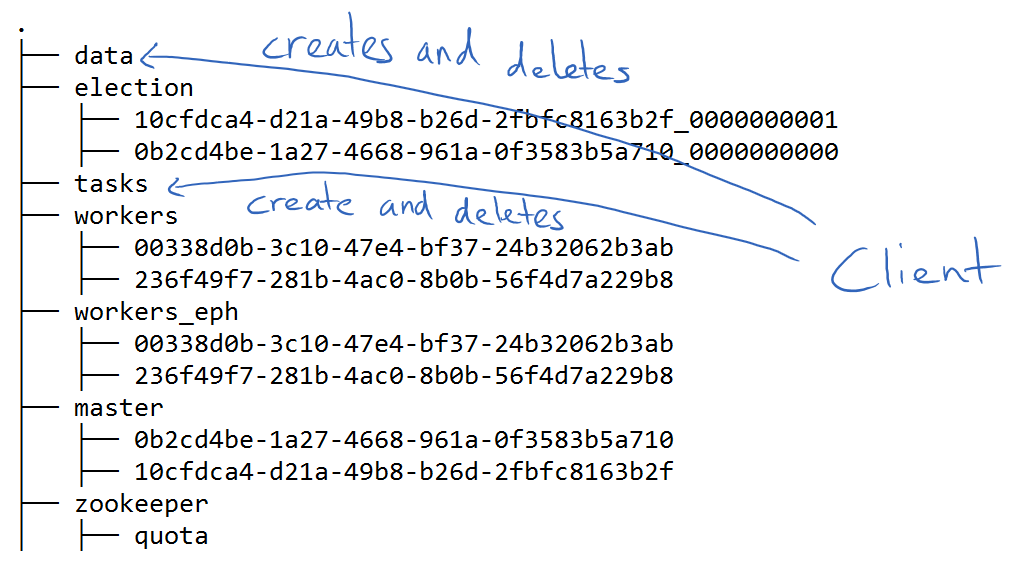 .
├── data
creates and deletes
├── election
│   ├── 10cfdca4-d21a-49b8-b26d-2fbfc8163b2f_0000000001
│   ├── 0b2cd4be-1a27-4668-961a-0f3583b5a710_0000000000
├── tasks
create and deletes
├── workers
│   ├── 00338d0b-3c10-47e4-bf37-24b32062b3ab
Client
│   ├── 236f49f7-281b-4ac0-8b0b-56f4d7a229b8
├── workers_eph
│   ├── 00338d0b-3c10-47e4-bf37-24b32062b3ab
│   ├── 236f49f7-281b-4ac0-8b0b-56f4d7a229b8
├── master
│   ├── 0b2cd4be-1a27-4668-961a-0f3583b5a710
│   ├── 10cfdca4-d21a-49b8-b26d-2fbfc8163b2f
├── zookeeper
│   ├── quota